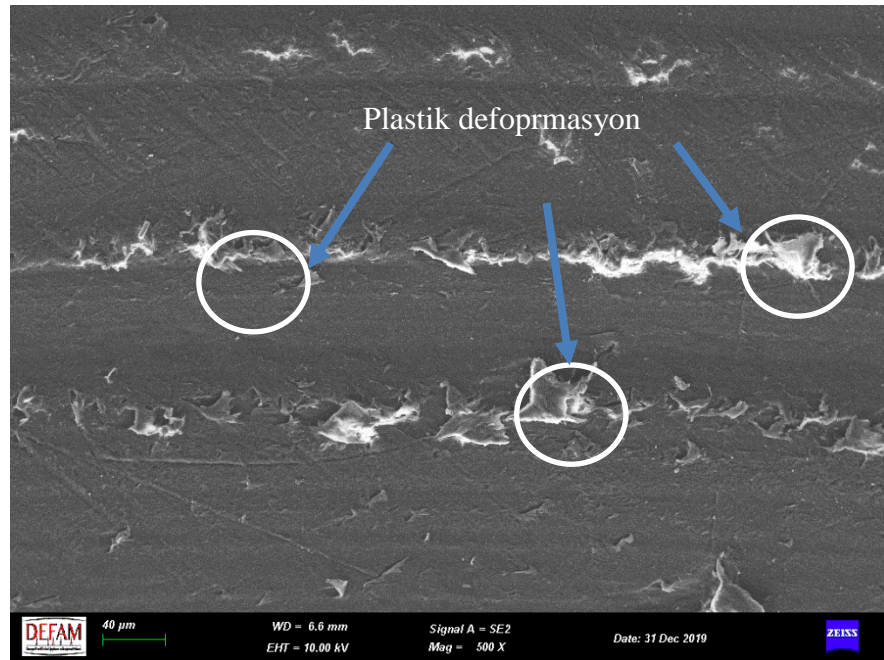 Plastik defoprmasyon
DEFAM
40 µm
WD = 6.6 mm
EHT = 10.00 kV
Signal A = SE2
Mag = 500 X
Date: 31 Dec 2019
ZEISS